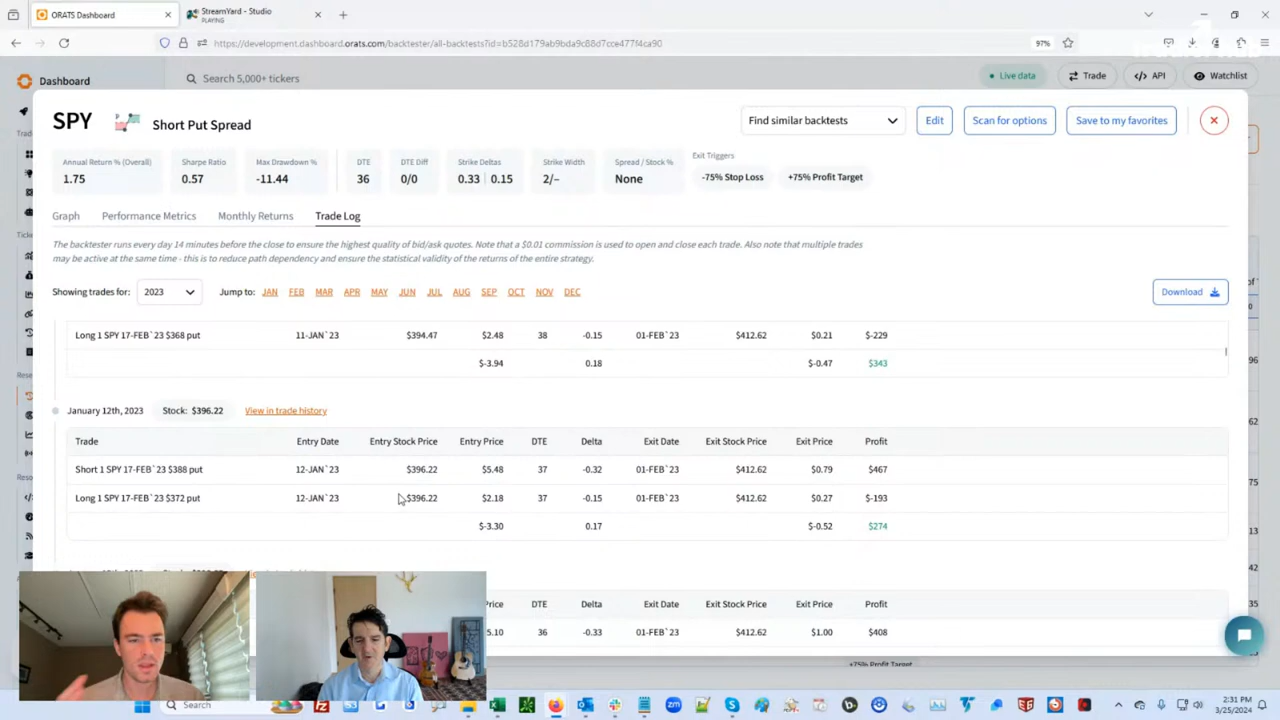 ORATS Dashboard
StreamYard - Studio
PLAYING
https://development.dashboard.orats.com/backtester/all-backtests?id=b528d179ab9bda9c88d7cce477f4ca90
97%
Dashboard
Search 5,000+ tickers
Live data
Trade
API
Watchlist
SPY
Short Put Spread
Find similar backtests
Edit
Scan for options
Save to my favorites
Annual Return % (Overall)
1.75
Sharpe Ratio
0.57
Max Drawdown %
-11.44
DTE
36
DTE Diff
0/0
Strike Deltas
0.33 | 0.15
Strike Width
2/–
Spread / Stock %
None
Exit Triggers
-75% Stop Loss
+75% Profit Target
Graph
Performance Metrics
Monthly Returns
Trade Log
The backtester runs every day 14 minutes before the close to ensure the highest quality of bid/ask quotes. Note that a $0.01 commission is used to open and close each trade. Also note that multiple trades
may be active at the same time - this is to reduce path dependency and ensure the statistical validity of the returns of the entire strategy.
Showing trades for: 2023 Jump to: JAN FEB MAR APR MAY JUN JUL AUG SEP OCT NOV DEC
Download
Long 1 SPY 17-FEB`23 $368 put 11-JAN`23 $394.47 $2.48 38 -0.15 01-FEB`23 $412.62 $0.21 $-229
$-3.94 0.18 $-0.47 $343
January 12th, 2023 Stock: $396.22 View in trade history
Trade Entry Date Entry Stock Price Entry Price DTE Delta Exit Date Exit Stock Price Exit Price Profit
Short 1 SPY 17-FEB`23 $388 put 12-JAN`23 $396.22 $5.48 37 -0.32 01-FEB`23 $412.62 $0.79 $467
Long 1 SPY 17-FEB`23 $372 put 12-JAN`23 $396.22 $2.18 37 -0.15 01-FEB`23 $412.62 $0.27 $-193
$-3.30 0.17 $-0.52 $274
Price DTE Delta Exit Date Exit Stock Price Exit Price Profit
5.10 36 -0.33 01-FEB`23 $412.62 $1.00 $408
+75% Profit Target
Search
2:31 PM
3/25/2024